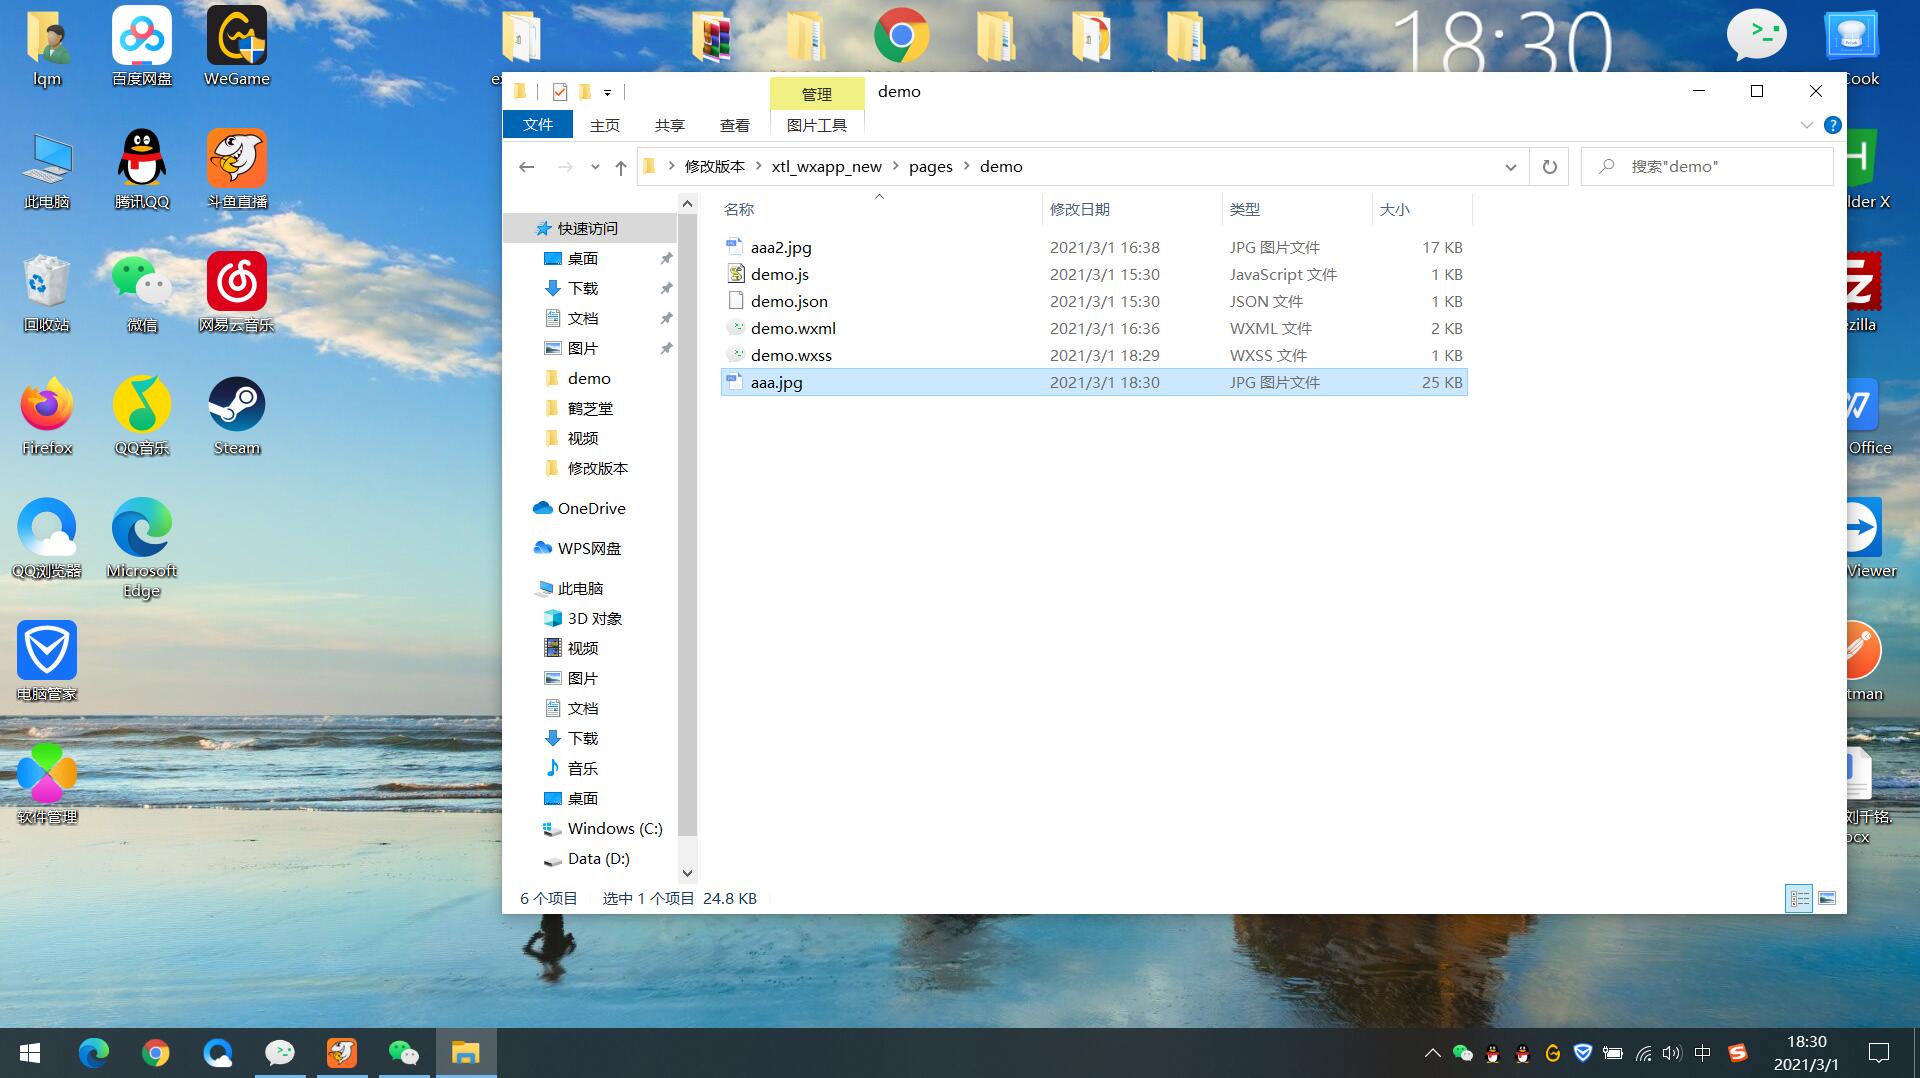 lqm
百度网盘
WeGame
此电脑
腾讯QQ
斗鱼直播
回收站
微信
网易云音乐
Firefox
QQ音乐
Steam
QQ浏览器
Microsoft
Edge
电脑管家
软件管理
18:30
管理
demo
文件
主页
共享
查看
图片工具
修改版本 > xtl_wxapp_new > pages > demo
搜索"demo"
名称 修改日期 类型 大小
aaa2.jpg 2021/3/1 16:38 JPG 图片文件 17 KB
demo.js 2021/3/1 15:30 JavaScript 文件 1 KB
demo.json 2021/3/1 15:30 JSON 文件 1 KB
demo.wxml 2021/3/1 16:36 WXML 文件 2 KB
demo.wxss 2021/3/1 18:29 WXSS 文件 1 KB
aaa.jpg 2021/3/1 18:30 JPG 图片文件 25 KB
快速访问
桌面
下载
文档
图片
demo
鹤芝堂
视频
修改版本
OneDrive
WPS网盘
此电脑
3D 对象
视频
图片
文档
下载
音乐
桌面
Windows (C:)
Data (D:)
6 个项目 选中 1 个项目 24.8 KB
ook
lder X
zilla
Office
Viewer
tman
刘千铭.
ocx
中
18:30
2021/3/1